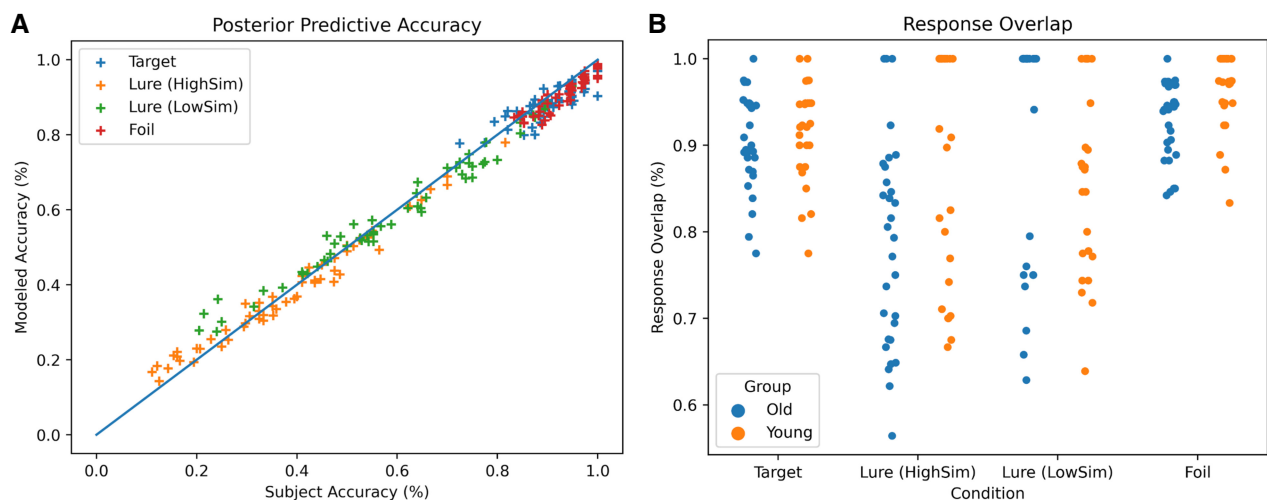 A
Posterior Predictive Accuracy
Target
Lure (HighSim)
Lure (LowSim)
Foil
Modeled Accuracy (%)
1.0
0.8
0.6
0.4
0.2
0.0
0.0 0.2 0.4 0.6 0.8 1.0
Subject Accuracy (%)
B
Response Overlap
Response Overlap (%)
1.0
0.9
0.8
0.7
0.6
Group
Old
Young
Target Lure (HighSim) Lure (LowSim) Foil
Condition